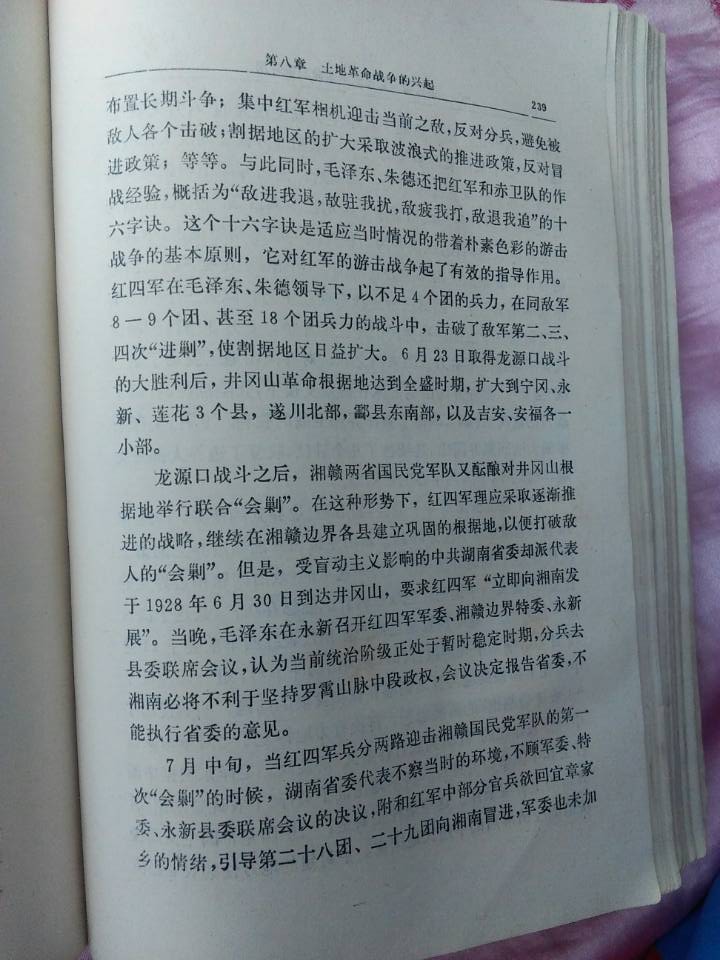 第八章 土地革命战争的兴起
239
布置长期斗争；集中红军相机迎击当前之敌，反对分兵，避免被
敌人各个击破；割据地区的扩大采取波浪式的推进政策，反对冒
进政策；等等。与此同时，毛泽东、朱德还把红军和赤卫队的作
战经验，概括为“敌进我退，敌驻我扰，敌疲我打，敌退我追”的十
六字诀。这个十六字诀是适应当时情况的带着朴素色彩的游击
战争的基本原则，它对红军的游击战争起了有效的指导作用。
红四军在毛泽东、朱德领导下，以不足4个团的兵力，在同敌军
8—9个团、甚至18个团兵力的战斗中，击破了敌军第二、三、
四次“进剿”，使割据地区日益扩大。6月23日取得龙源口战斗
的大胜利后，井冈山革命根据地达到全盛时期，扩大到宁冈、永
新、莲花3个县，遂川北部，酃县东南部，以及吉安、安福各一
小部。
龙源口战斗之后，湘赣两省国民党军队又酝酿对井冈山根
据地举行联合“会剿”。在这种形势下，红四军理应采取逐渐推
进的战略，继续在湘赣边界各县建立巩固的根据地，以便打破敌
人的“会剿”。但是，受盲动主义影响的中共湖南省委却派代表
于1928年6月30日到达井冈山，要求红四军“立即向湘南发
展”。当晚，毛泽东在永新召开红四军军委、湘赣边界特委、永新
县委联席会议，认为当前统治阶级正处于暂时稳定时期，分兵去
湘南必将不利于坚持罗霄山脉中段政权，会议决定报告省委，不
能执行省委的意见。
7月中旬，当红四军兵分两路迎击湘赣国民党军队的第一
次“会剿”的时候，湖南省委代表不察当时的环境，不顾军委、特
委、永新县委联席会议的决议，附和红军中部分官兵欲回宜章家
乡的情绪，引导第二十八团、二十九团向湘南冒进，军委也未加